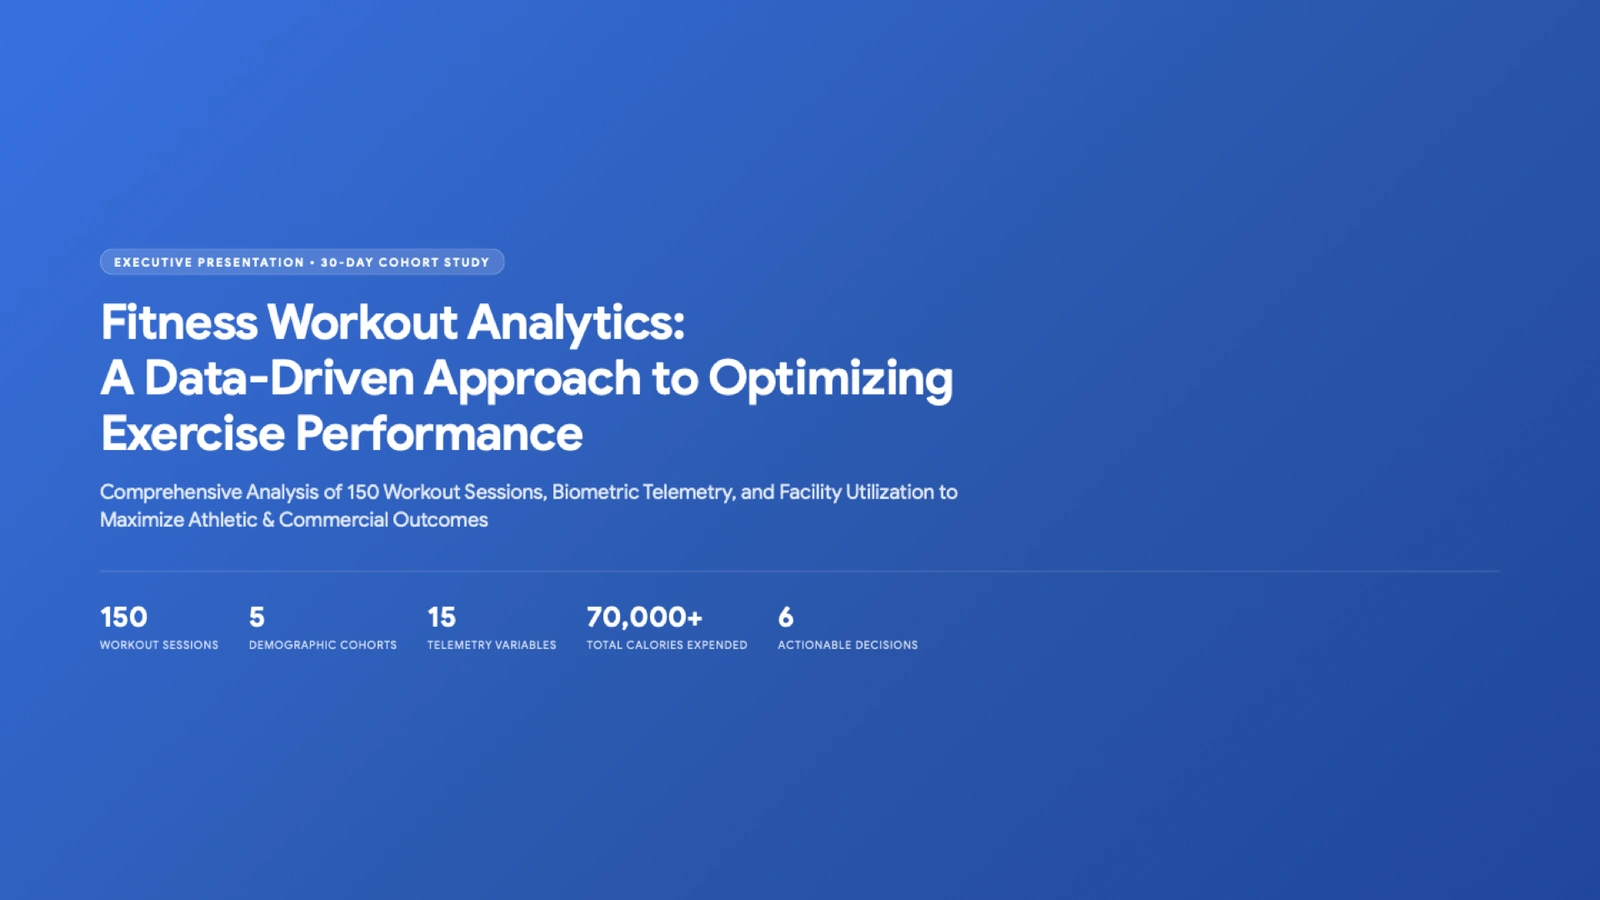 EXECUTIVE PRESENTATION • 30-DAY COHORT STUDY
Fitness Workout Analytics:
A Data-Driven Approach to Optimizing
Exercise Performance
Comprehensive Analysis of 150 Workout Sessions, Biometric Telemetry, and Facility Utilization to
Maximize Athletic & Commercial Outcomes
150
WORKOUT SESSIONS
5
DEMOGRAPHIC COHORTS
15
TELEMETRY VARIABLES
70,000+
TOTAL CALORIES EXPENDED
6
ACTIONABLE DECISIONS